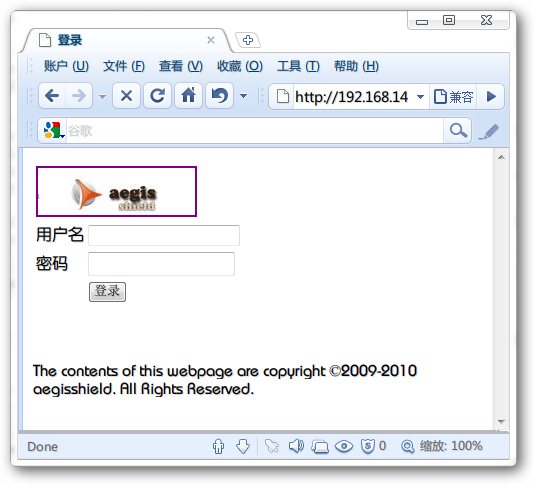 登录
账户 (U) 文件 (F) 查看 (V) 收藏 (O) 工具 (T) 帮助 (H)
http://192.168.14 兼容
谷歌
aegis
shield
用户名
密码
登录
The contents of this webpage are copyright ©2009-2010
aegisshield. All Rights Reserved.
Done 0 缩放: 100%